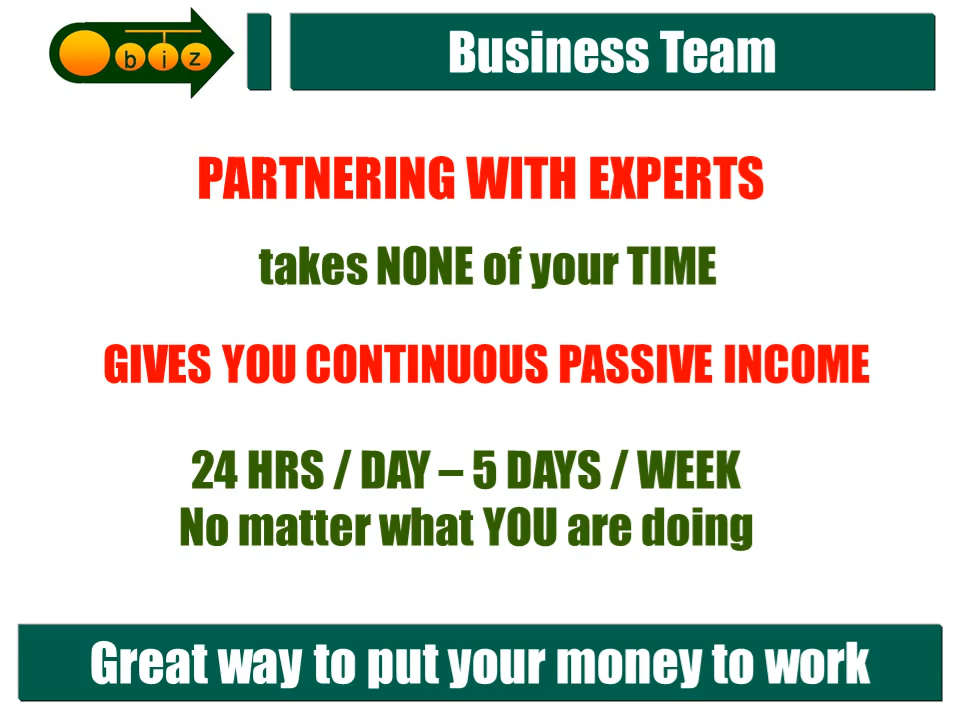 biz
Business Team
PARTNERING WITH EXPERTS
takes NONE of your TIME
GIVES YOU CONTINUOUS PASSIVE INCOME
24 HRS / DAY – 5 DAYS / WEEK
No matter what YOU are doing
Great way to put your money to work